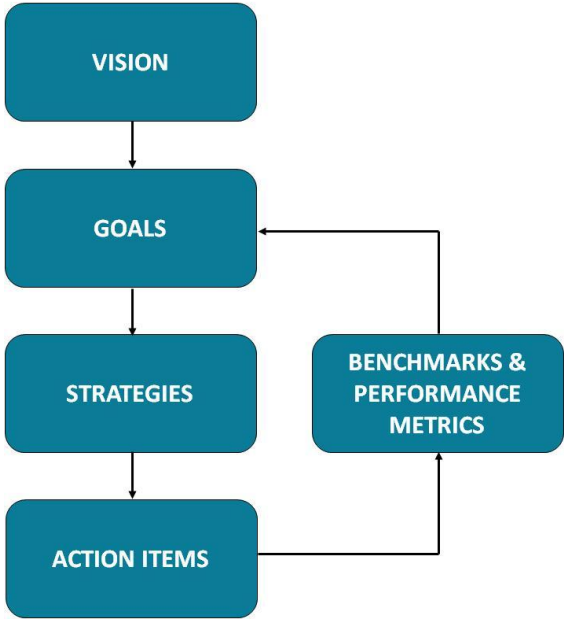 VISION
GOALS
STRATEGIES
BENCHMARKS &
PERFORMANCE
METRICS
ACTION ITEMS